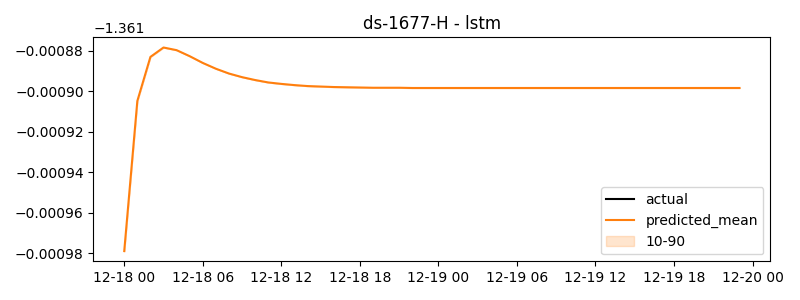 ds-1677-H - lstm
−1.361
−0.00088
−0.00090
−0.00092
−0.00094
−0.00096
−0.00098
actual
predicted_mean
10-90
12-18 00 12-18 06 12-18 12 12-18 18 12-19 00 12-19 06 12-19 12 12-19 18 12-20 00